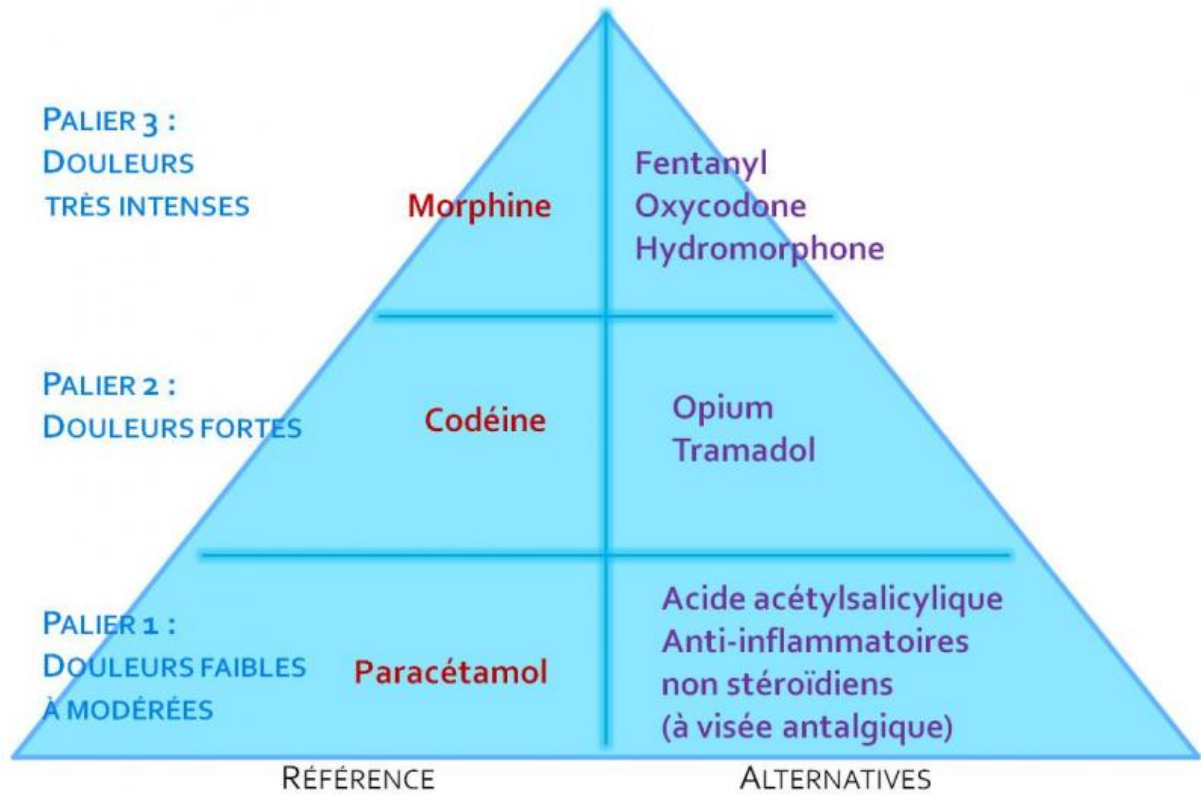 PALIER 3 :
DOULEURS
TRÈS INTENSES
Morphine
Fentanyl
Oxycodone
Hydromorphone
PALIER 2 :
DOULEURS FORTES
Codéine
Opium
Tramadol
PALIER 1 :
DOULEURS FAIBLES
À MODÉRÉES
Paracétamol
Acide acétylsalicylique
Anti-inflammatoires
non stéroïdiens
(à visée antalgique)
RÉFÉRENCE
ALTERNATIVES